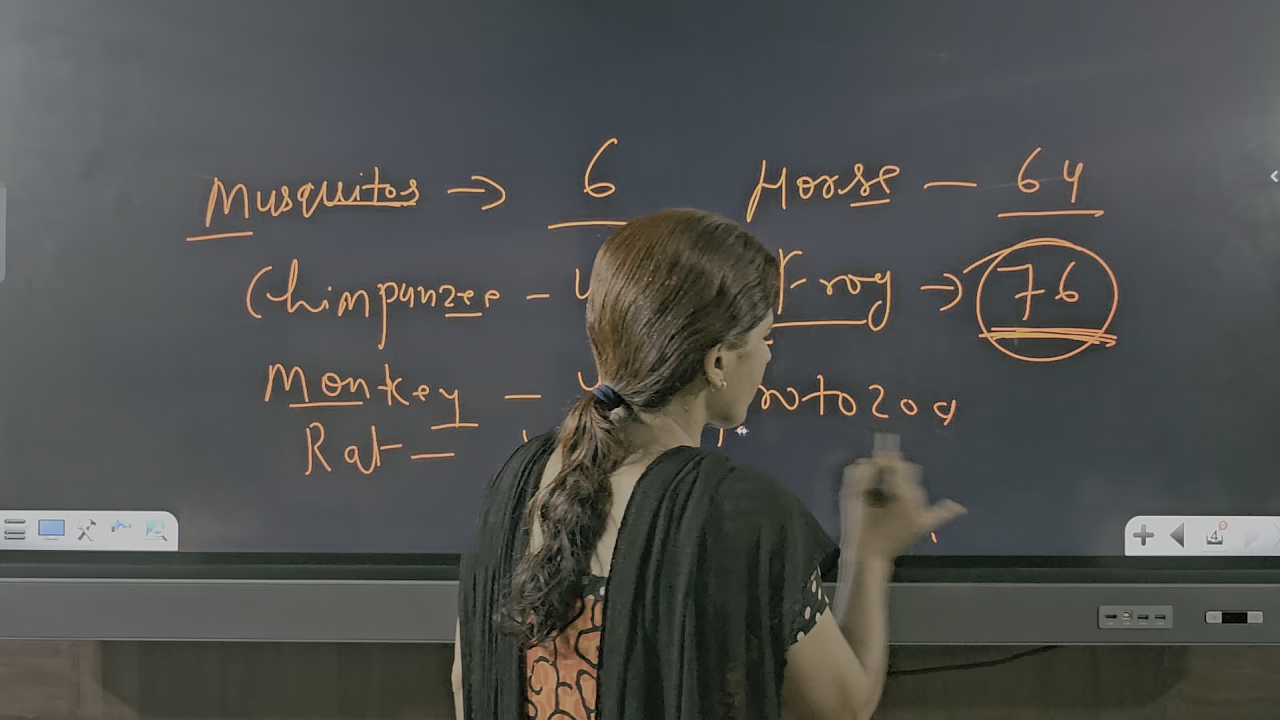 Musquitos → 6 Horse – 64
Chimpanzee – Frog → 76
Monkey – rotozoa
Rat –